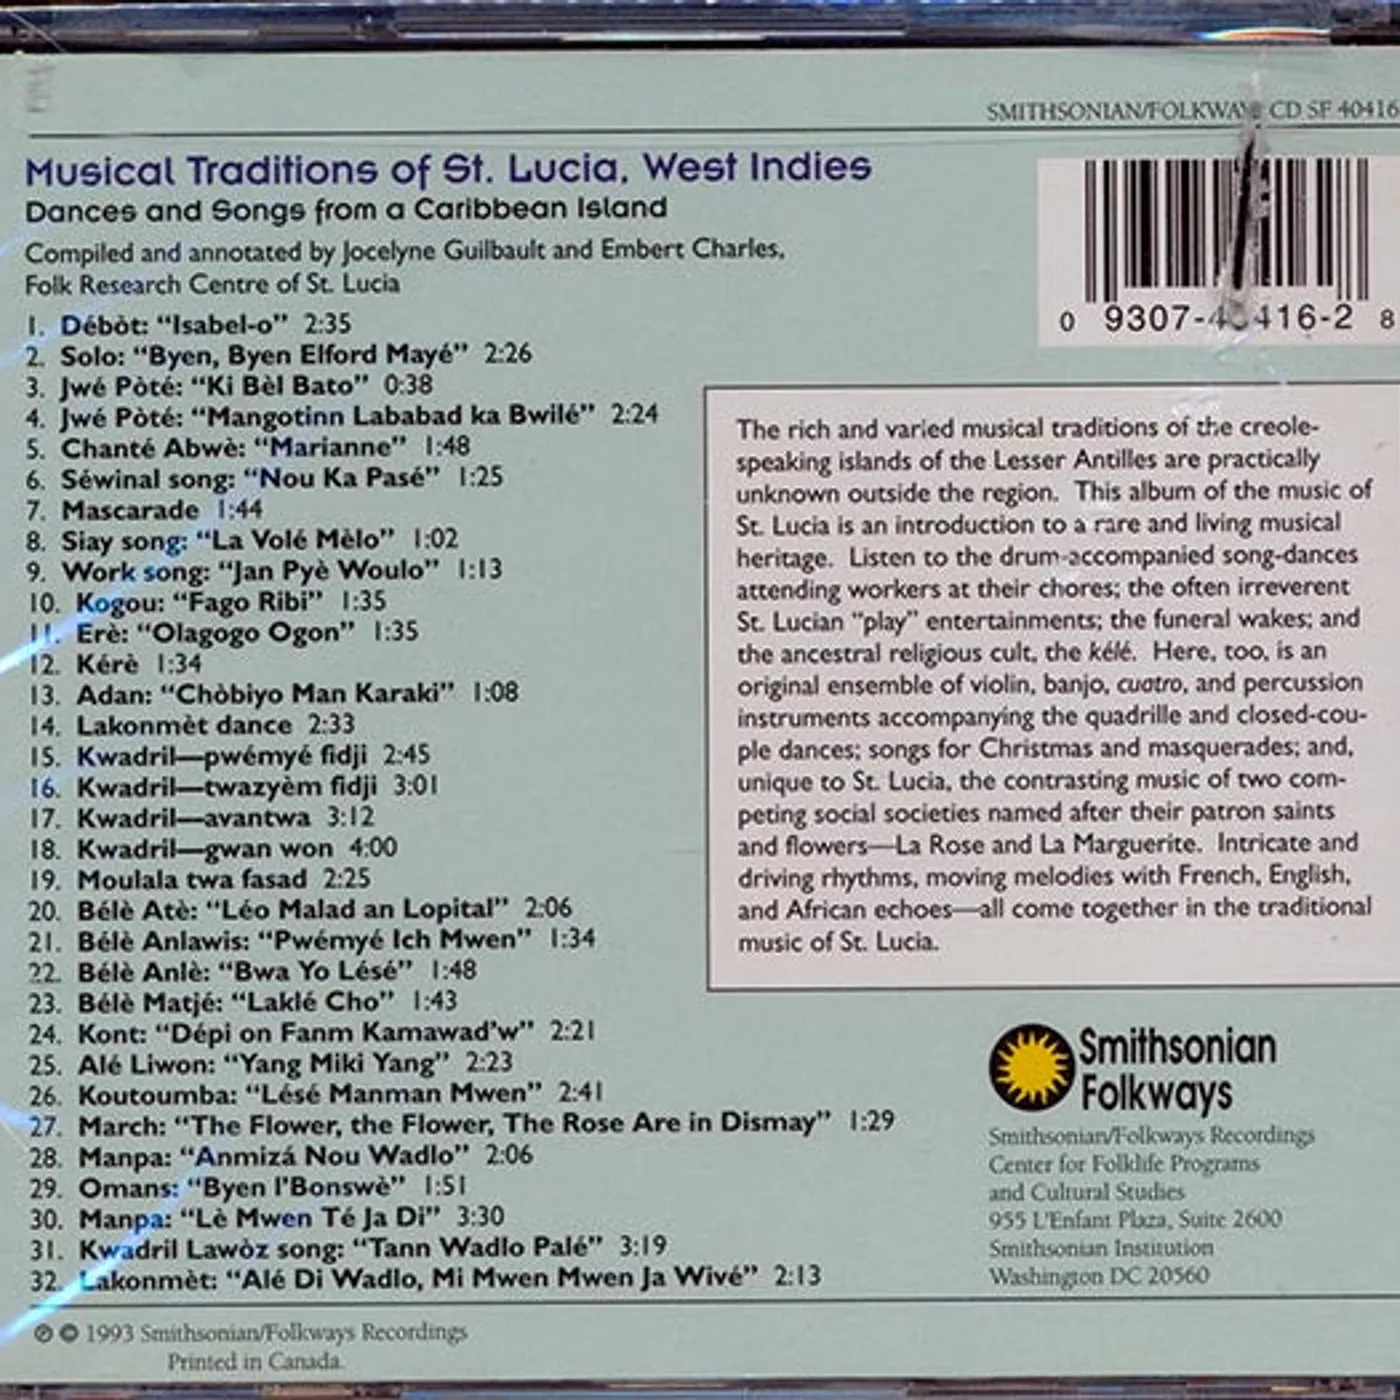 SMITHSONIAN/FOLKWAYS CD SF 40416
Musical Traditions of St. Lucia, West Indies
Dances and Songs from a Caribbean Island
Compiled and annotated by Jocelyne Guilbault and Embert Charles,
Folk Research Centre of St. Lucia
1. Débòt: “Isabel-o” 2:35
2. Solo: “Byen, Byen Elford Mayé” 2:26
3. Jwé Pòté: “Ki Bèl Bato” 0:38
4. Jwé Pòté: “Mangotinn Lababad ka Bwilé” 2:24
5. Chanté Abwè: “Marianne” 1:48
6. Séwinal song: “Nou Ka Pasé” 1:25
7. Mascarade 1:44
8. Siay song: “La Volé Mèlo” 1:02
9. Work song: “Jan Pyè Woulo” 1:13
10. Kogou: “Fago Ribi” 1:35
11. Erè: “Olagogo Ogon” 1:35
12. Kérè 1:34
13. Adan: “Chòbiyo Man Karaki” 1:08
14. Lakonmèt dance 2:33
15. Kwadril—pwémyé fidji 2:45
16. Kwadril—twazyèm fidji 3:01
17. Kwadril—avantwa 3:12
18. Kwadril—gwan won 4:00
19. Moulala twa fasad 2:25
20. Bélè Atè: “Léo Malad an Lopital” 2:06
21. Bélè Anlawis: “Pwémyé Ich Mwen” 1:34
22. Bélè Anlè: “Bwa Yo Lésé” 1:48
23. Bélè Matjé: “Laklé Cho” 1:43
24. Kont: “Dépi on Fanm Kamawad'w” 2:21
25. Alé Liwon: “Yang Miki Yang” 2:23
26. Koutoumba: “Lésé Manman Mwen” 2:41
27. March: “The Flower, the Flower, The Rose Are in Dismay” 1:29
28. Manpa: “Anmizá Nou Wadlo” 2:06
29. Omans: “Byen l'Bonswè” 1:51
30. Manpa: “Lè Mwen Té Ja Di” 3:30
31. Kwadril Lawòz song: “Tann Wadlo Palé” 3:19
32. Lakonmèt: “Alé Di Wadlo, Mi Mwen Mwen Ja Wivé” 2:13
℗ © 1993 Smithsonian/Folkways Recordings
Printed in Canada.
0 9307-40416-2 8
The rich and varied musical traditions of the creole-
speaking islands of the Lesser Antilles are practically
unknown outside the region. This album of the music of
St. Lucia is an introduction to a rare and living musical
heritage. Listen to the drum-accompanied song-dances
attending workers at their chores; the often irreverent
St. Lucian “play” entertainments; the funeral wakes; and
the ancestral religious cult, the kélé. Here, too, is an
original ensemble of violin, banjo, cuatro, and percussion
instruments accompanying the quadrille and closed-cou-
ple dances; songs for Christmas and masquerades; and,
unique to St. Lucia, the contrasting music of two com-
peting social societies named after their patron saints
and flowers—La Rose and La Marguerite. Intricate and
driving rhythms, moving melodies with French, English,
and African echoes—all come together in the traditional
music of St. Lucia.
Smithsonian
Folkways
Smithsonian/Folkways Recordings
Center for Folklife Programs
and Cultural Studies
955 L'Enfant Plaza, Suite 2600
Smithsonian Institution
Washington DC 20560